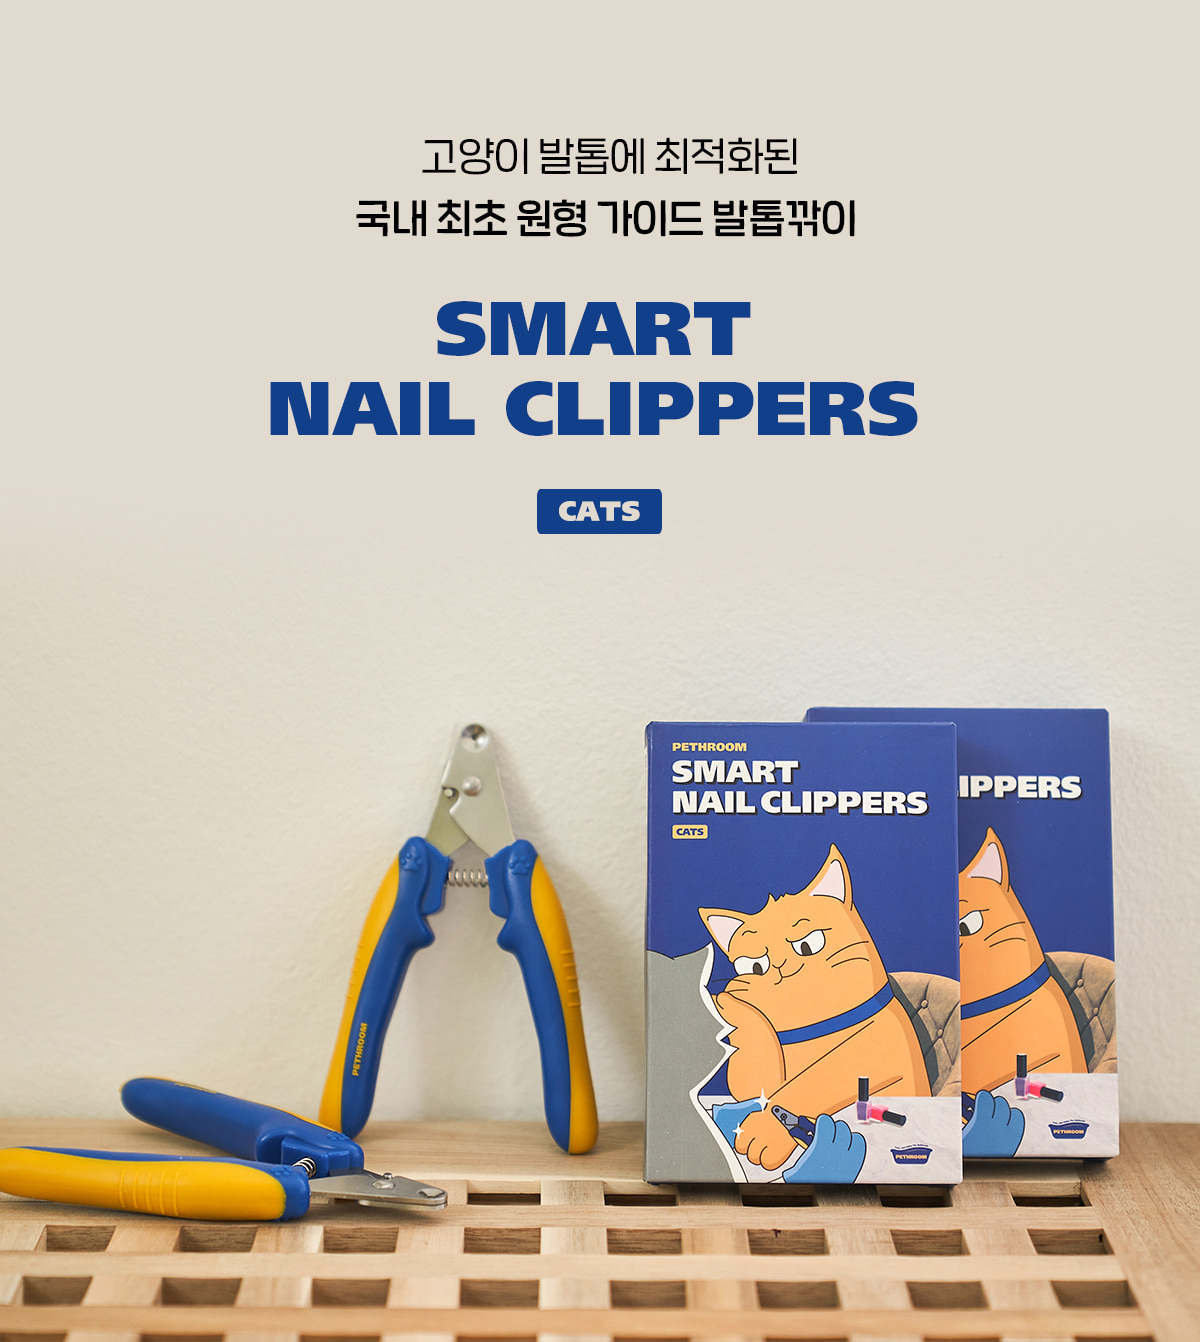 고양이 발톱에 최적화된
국내 최초 원형 가이드 발톱깎이
SMART
NAIL CLIPPERS
CATS
PETHROOM
SMART
NAIL CLIPPERS
CATS
IPPERS
PETHROOM
PETHROOM
PETHROOM